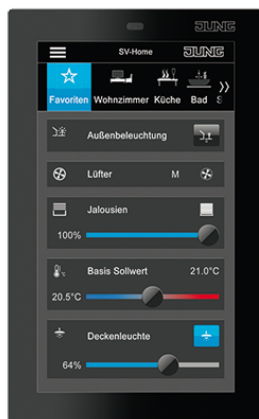 JUNG
SV-Home
JUNG
Favoriten Wohnzimmer Küche Bad S
Außenbeleuchtung
Lüfter M
Jalousien
100%
Basis Sollwert 21.0°C
20.5°C
Deckenleuchte
64%